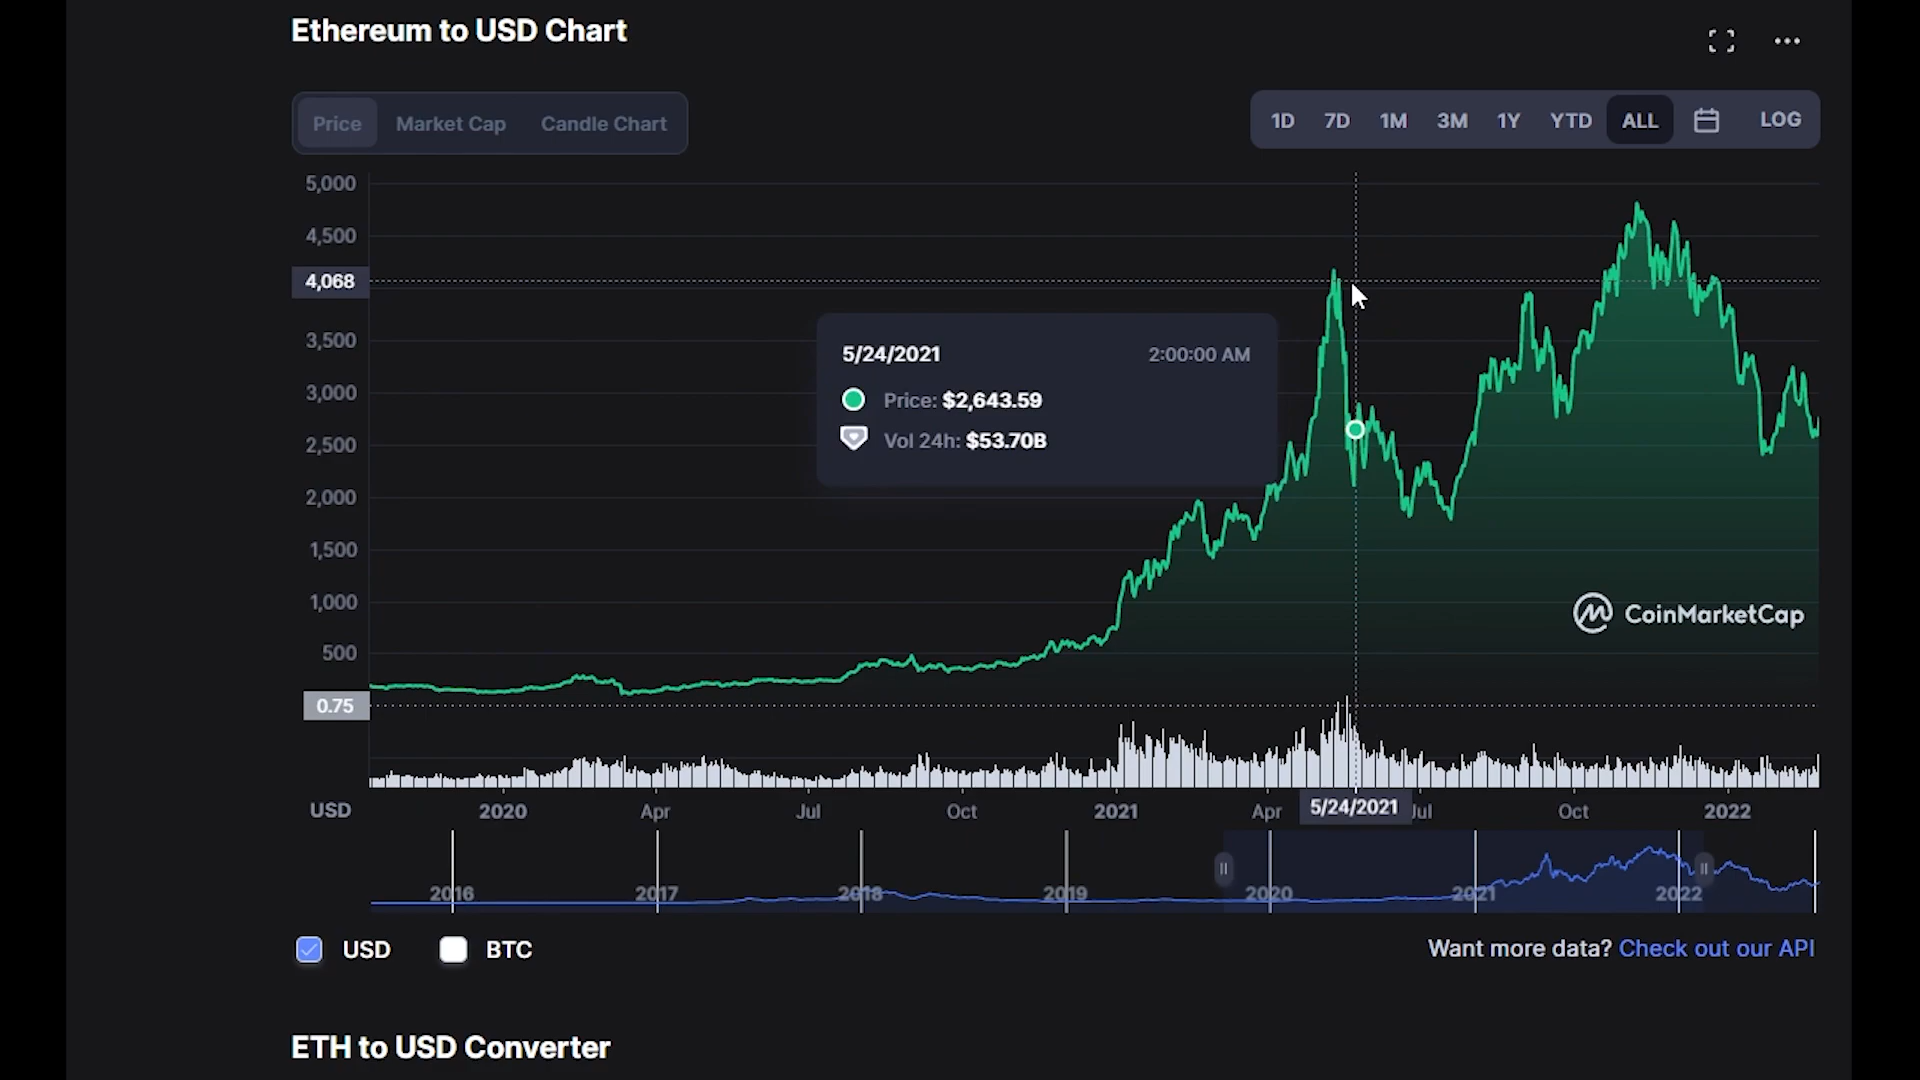 Ethereum to USD Chart
Price Market Cap Candle Chart
1D 7D 1M 3M 1Y YTD ALL LOG
5,000
4,500
4,068
3,500
3,000
2,500
2,000
1,500
1,000
500
0.75
5/24/2021 2:00:00 AM
Price: $2,643.59
Vol 24h: $53.70B
CoinMarketCap
USD 2020 Apr Jul Oct 2021 Apr 5/24/2021 Jul Oct 2022
2016 2017 2018 2019 2020 2021 2022
USD BTC
Want more data? Check out our API
ETH to USD Converter